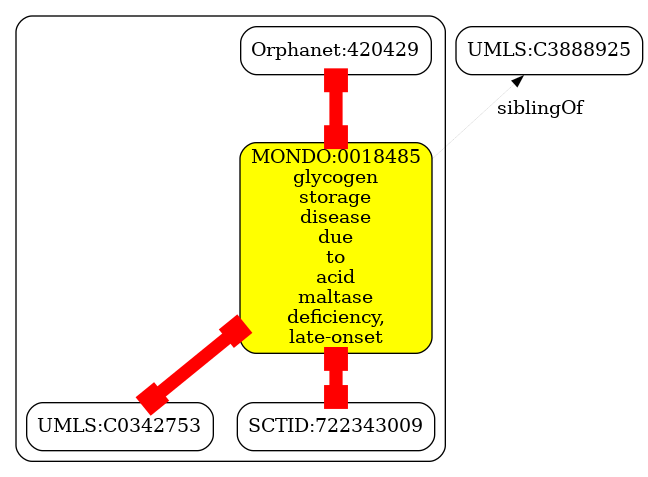 Orphanet:420429
UMLS:C3888925
siblingOf
MONDO:0018485
glycogen
storage
disease
due
to
acid
maltase
deficiency,
late-onset
UMLS:C0342753
SCTID:722343009